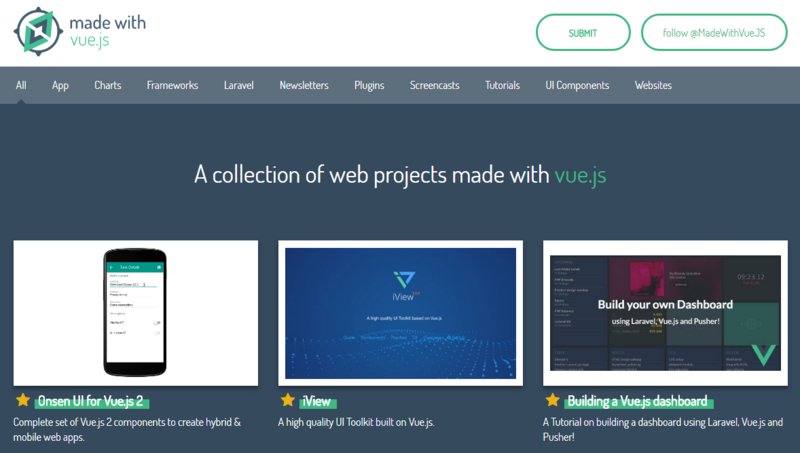 made with
vue.js
SUBMIT
follow @MadeWithVueJS
All
App
Charts
Frameworks
Laravel
Newsletters
Plugins
Screencasts
Tutorials
UI Components
Websites
A collection of web projects made with vue.js
iView
A high quality UI Toolkit based on Vue.js
09:23:12
Build your own Dashboard
using Laravel, Vue.js and Pusher!
Onsen UI for Vue.js 2
Complete set of Vue.js 2 components to create hybrid &
mobile web apps.
iView
A high quality UI Toolkit built on Vue.js.
Building a Vue.js dashboard
A Tutorial on building a dashboard using Laravel, Vue.js and
Pusher!